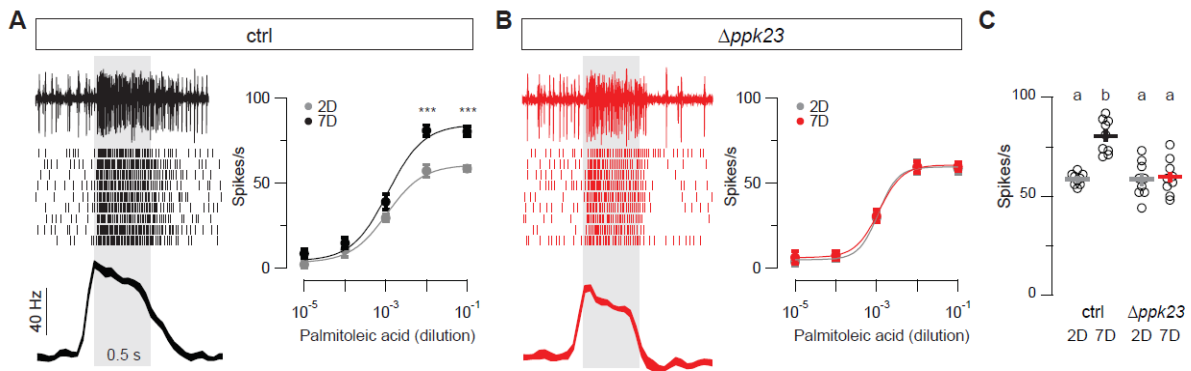 A
ctrl
40 Hz
0.5 s
Spikes/s
100
50
0
2D
7D
***
***
10-5
10-3
10-1
Palmitoleic acid (dilution)
B
Δppk23
Spikes/s
100
50
0
2D
7D
10-5
10-3
10-1
Palmitoleic acid (dilution)
C
Spikes/s
100
50
0
a b a a
ctrl Δppk23
2D 7D 2D 7D